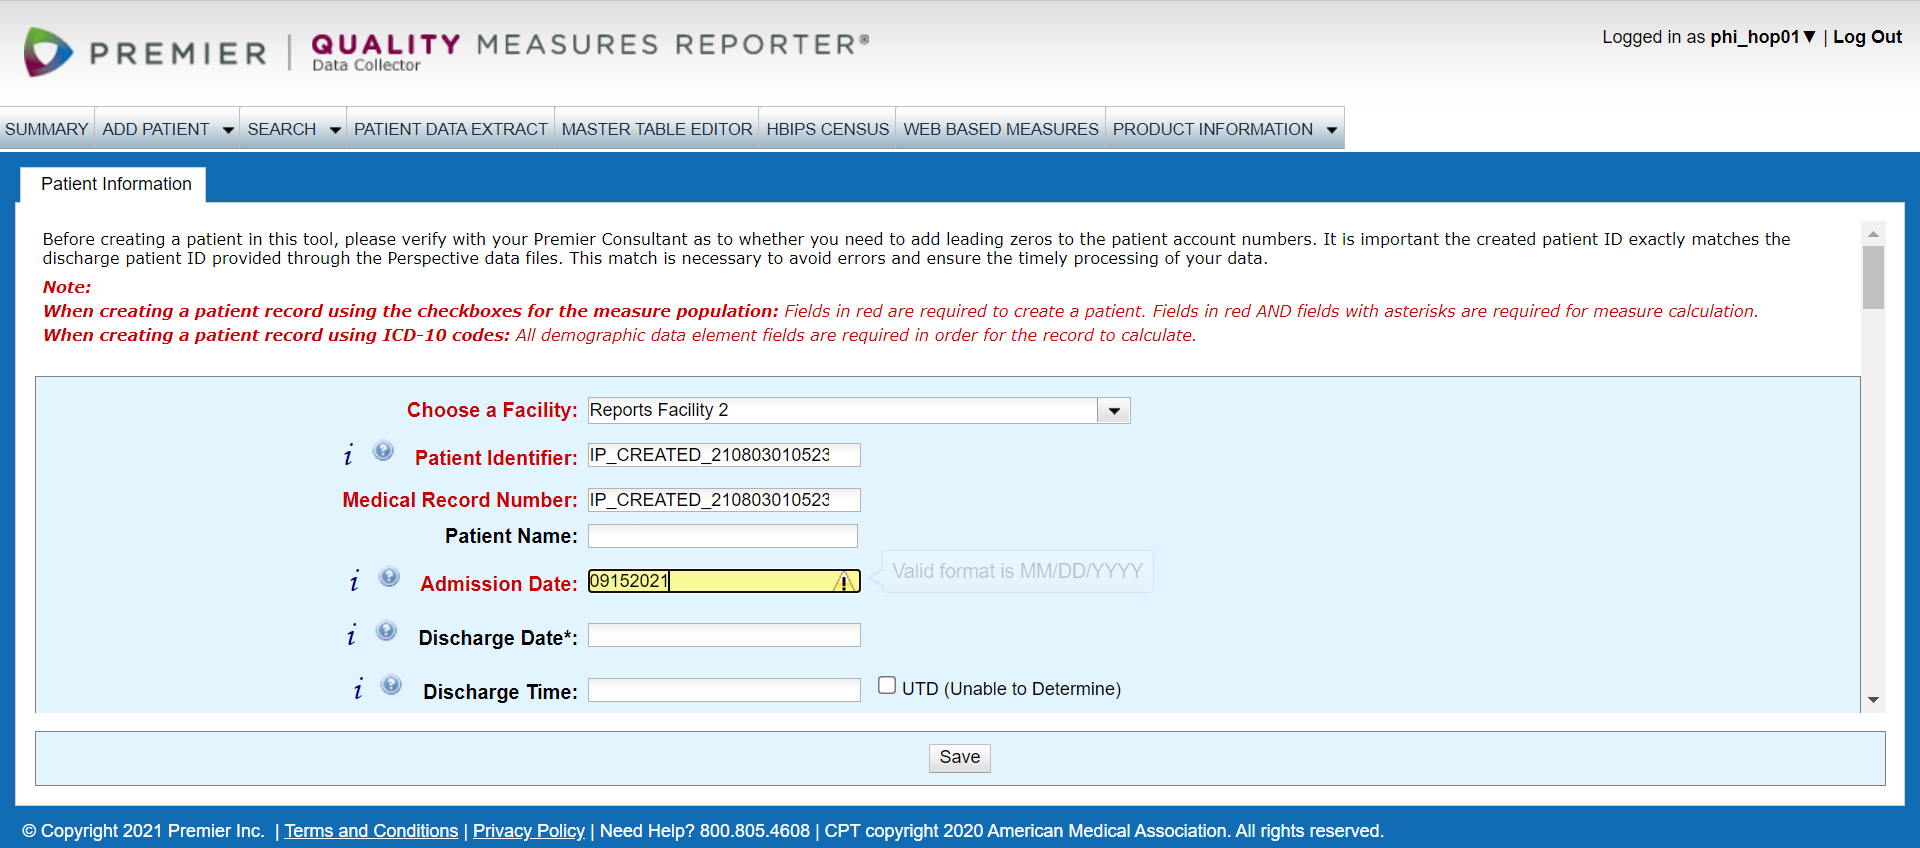 PREMIER | QUALITY MEASURES REPORTER®
Data Collector
Logged in as phi_hop01▼ | Log Out
SUMMARY ADD PATIENT SEARCH PATIENT DATA EXTRACT MASTER TABLE EDITOR HBIPS CENSUS WEB BASED MEASURES PRODUCT INFORMATION
Patient Information
Before creating a patient in this tool, please verify with your Premier Consultant as to whether you need to add leading zeros to the patient account numbers. It is important the created patient ID exactly matches the
discharge patient ID provided through the Perspective data files. This match is necessary to avoid errors and ensure the timely processing of your data.
Note:
When creating a patient record using the checkboxes for the measure population: Fields in red are required to create a patient. Fields in red AND fields with asterisks are required for measure calculation.
When creating a patient record using ICD-10 codes: All demographic data element fields are required in order for the record to calculate.
Choose a Facility: Reports Facility 2
i ? Patient Identifier: IP_CREATED_210803010523
Medical Record Number: IP_CREATED_210803010523
Patient Name:
i ? Admission Date: 09152021 Valid format is MM/DD/YYYY
i ? Discharge Date*:
i ? Discharge Time: UTD (Unable to Determine)
Save
© Copyright 2021 Premier Inc. | Terms and Conditions | Privacy Policy | Need Help? 800.805.4608 | CPT copyright 2020 American Medical Association. All rights reserved.